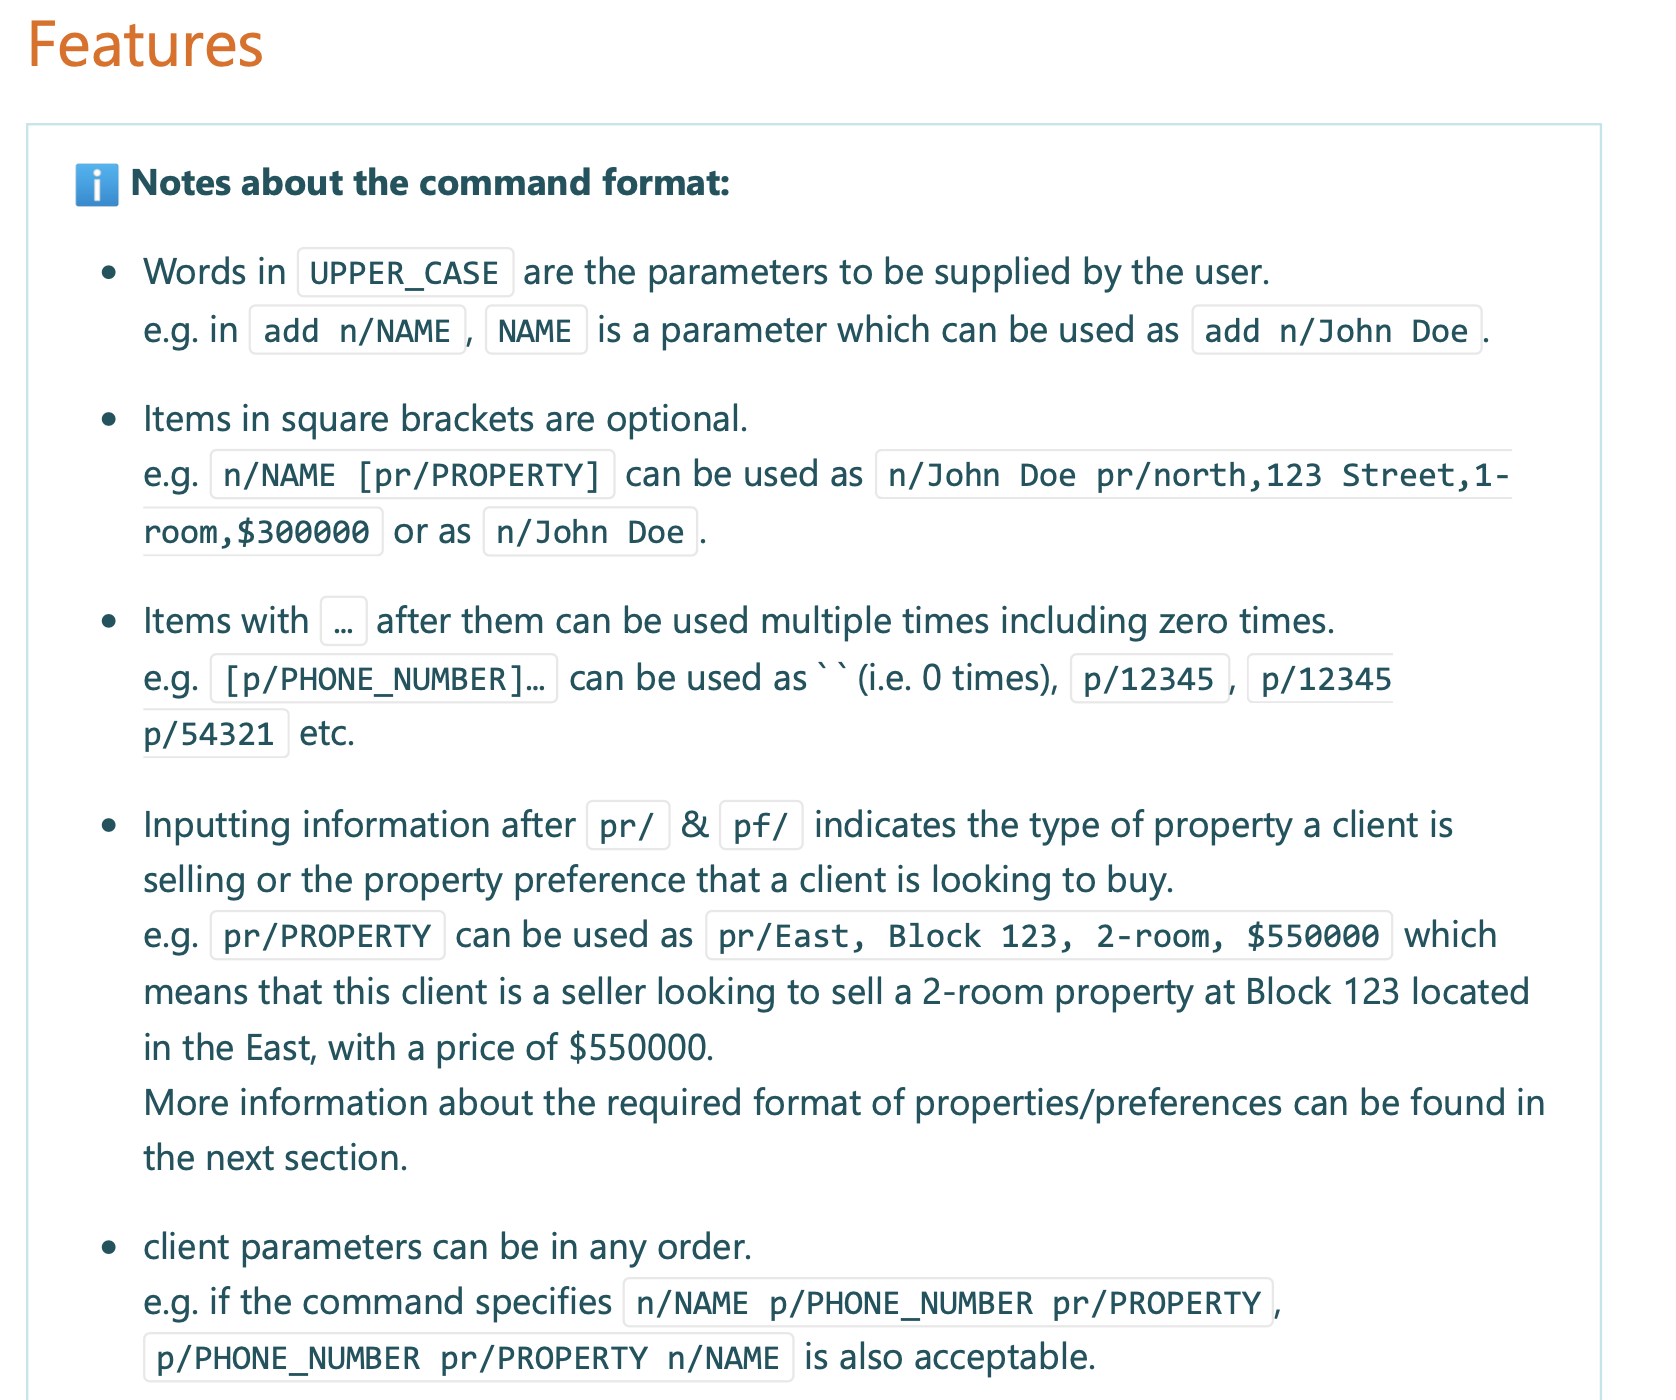 Features
Notes about the command format:
Words in UPPER_CASE are the parameters to be supplied by the user.
e.g. in add n/NAME, NAME is a parameter which can be used as add n/John Doe.
Items in square brackets are optional.
e.g. n/NAME [pr/PROPERTY] can be used as n/John Doe pr/north,123 Street,1-
room,$300000 or as n/John Doe.
Items with … after them can be used multiple times including zero times.
e.g. [p/PHONE_NUMBER]… can be used as `` (i.e. 0 times), p/12345, p/12345
p/54321 etc.
Inputting information after pr/ & pf/ indicates the type of property a client is
selling or the property preference that a client is looking to buy.
e.g. pr/PROPERTY can be used as pr/East, Block 123, 2-room, $550000 which
means that this client is a seller looking to sell a 2-room property at Block 123 located
in the East, with a price of $550000.
More information about the required format of properties/preferences can be found in
the next section.
client parameters can be in any order.
e.g. if the command specifies n/NAME p/PHONE_NUMBER pr/PROPERTY,
p/PHONE_NUMBER pr/PROPERTY n/NAME is also acceptable.